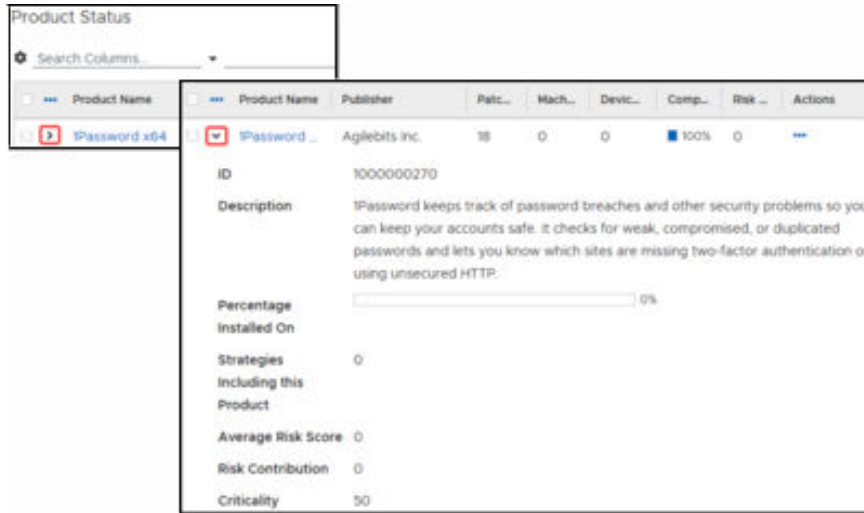 Product Status
Search Columns...
Product Name
1Password x64
Product Name Publisher Patc... Mach... Devic... Comp... Risk ... Actions
1Password ... Agilebits Inc. 18 0 0 100% 0
ID 1000000270
Description 1Password keeps track of password breaches and other security problems so you
can keep your accounts safe. It checks for weak, compromised, or duplicated
passwords and lets you know which sites are missing two-factor authentication o
using unsecured HTTP.
Percentage 0%
Installed On
Strategies 0
Including this
Product
Average Risk Score 0
Risk Contribution 0
Criticality 50